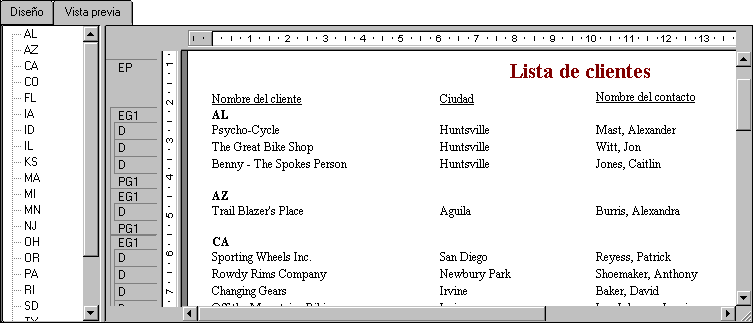 Diseño Vista previa
AL
AZ
CA
CO
FL
IA
ID
IL
KS
MA
MI
MN
NJ
OH
OR
PA
RI
SD
1 2 3 4 5 6 7 8 9 10 11 12 13
1
2
3
4
5
6
7
EP
EG1
D
D
D
PG1
EG1
D
PG1
EG1
D
D
D
Lista de clientes
Nombre del cliente Ciudad Nombre del contacto
AL
Psycho-Cycle Huntsville Mast, Alexander
The Great Bike Shop Huntsville Witt, Jon
Benny - The Spokes Person Huntsville Jones, Caitlin
AZ
Trail Blazer's Place Aguila Burris, Alexandra
CA
Sporting Wheels Inc. San Diego Reyess, Patrick
Rowdy Rims Company Newbury Park Shoemaker, Anthony
Changing Gears Irvine Baker, David